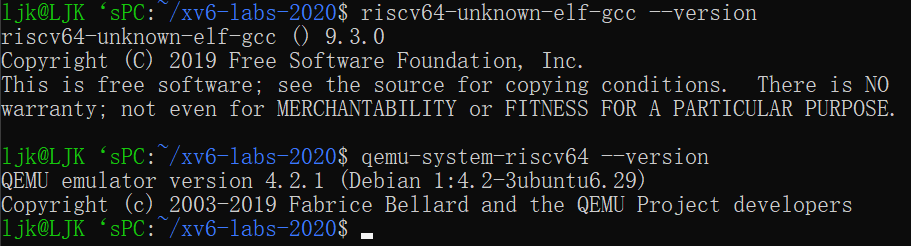 ljk@LJK ‘sPC:~/xv6-labs-2020$ riscv64-unknown-elf-gcc --version
riscv64-unknown-elf-gcc () 9.3.0
Copyright (C) 2019 Free Software Foundation, Inc.
This is free software; see the source for copying conditions.  There is NO
warranty; not even for MERCHANTABILITY or FITNESS FOR A PARTICULAR PURPOSE.
ljk@LJK ‘sPC:~/xv6-labs-2020$ qemu-system-riscv64 --version
QEMU emulator version 4.2.1 (Debian 1:4.2-3ubuntu6.29)
Copyright (c) 2003-2019 Fabrice Bellard and the QEMU Project developers
ljk@LJK ‘sPC:~/xv6-labs-2020$